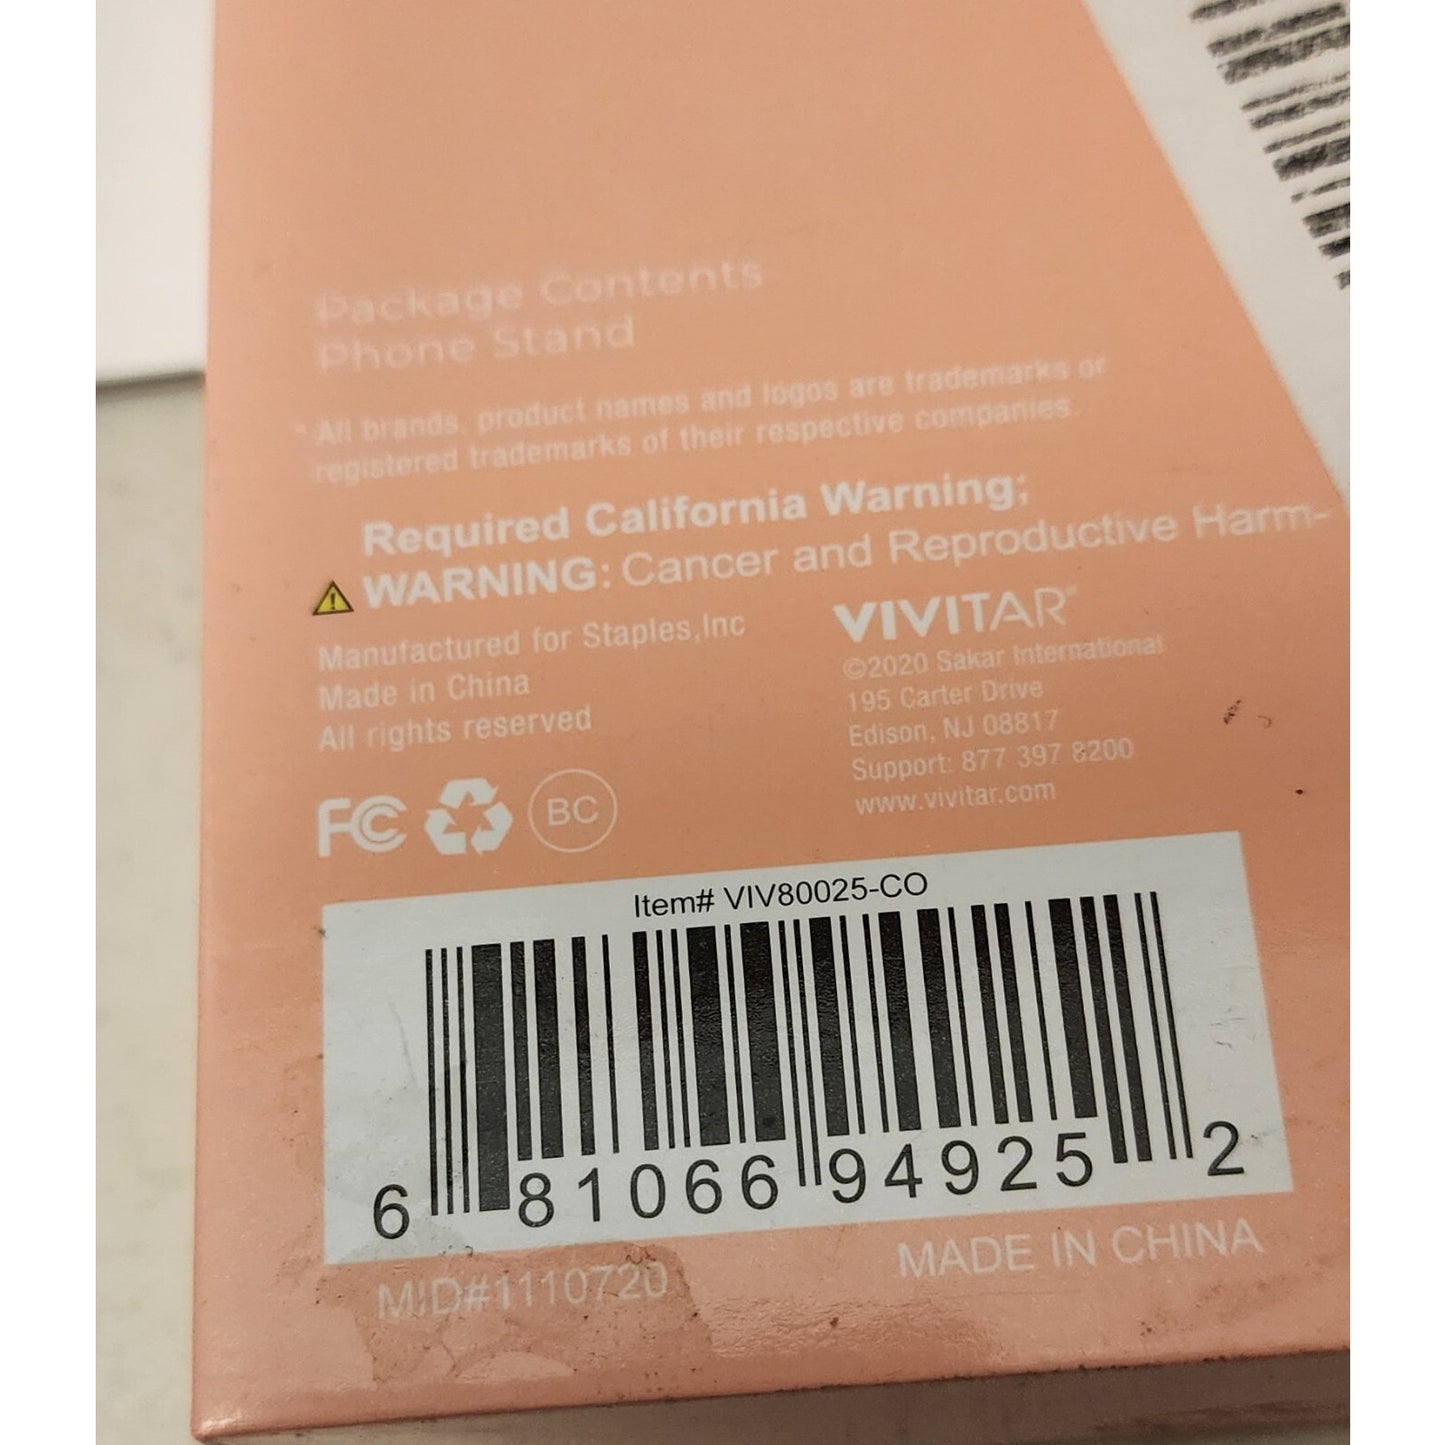 Package Contents
Phone Stand
* All brands, product names and logos are trademarks or
registered trademarks of their respective companies.
Required California Warning;
WARNING: Cancer and Reproductive Harm-
Manufactured for Staples,Inc
Made in China
All rights reserved
VIVITAR®
©2020 Sakar International
195 Carter Drive
Edison, NJ 08817
Support: 877 397 8200
www.vivitar.com
FC
BC
Item# VIV80025-CO
6 81066 94925 2
MID#1110720
MADE IN CHINA